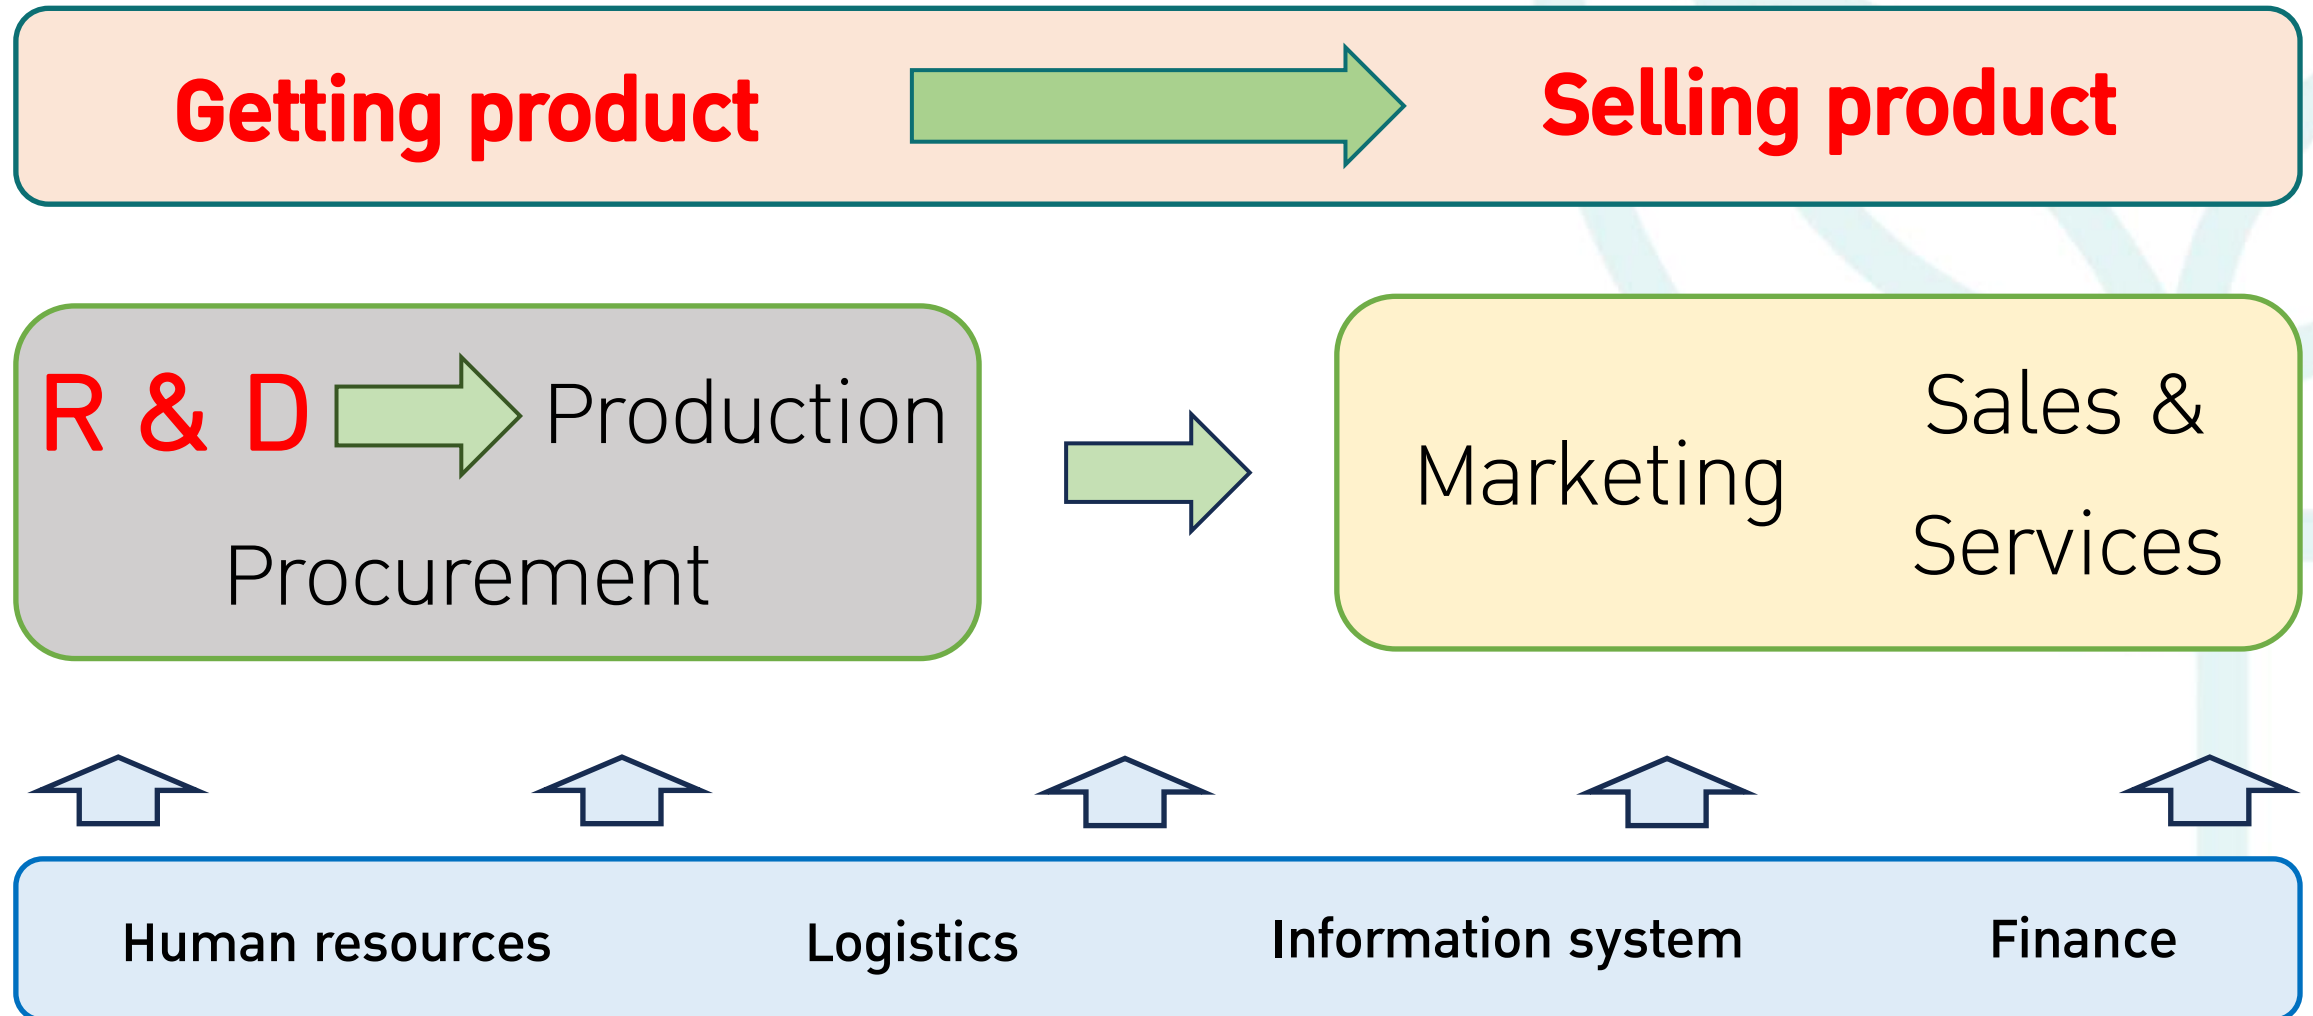 Getting product
Selling product
R & D
Production
Procurement
Marketing
Sales &
Services
Human resources
Logistics
Information system
Finance